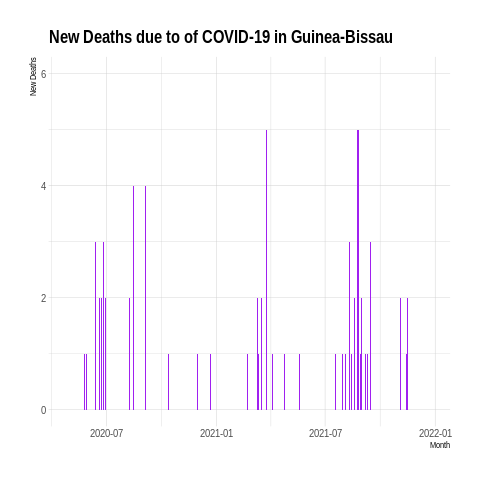 New Deaths due to of COVID-19 in Guinea-Bissau
New Deaths
6
4
2
0
2020-07
2021-01
2021-07
2022-01
Month